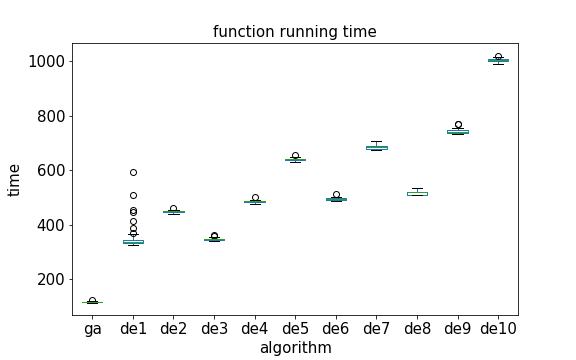 function running time
1000
800
600
400
200
time
ga de1 de2 de3 de4 de5 de6 de7 de8 de9 de10
algorithm